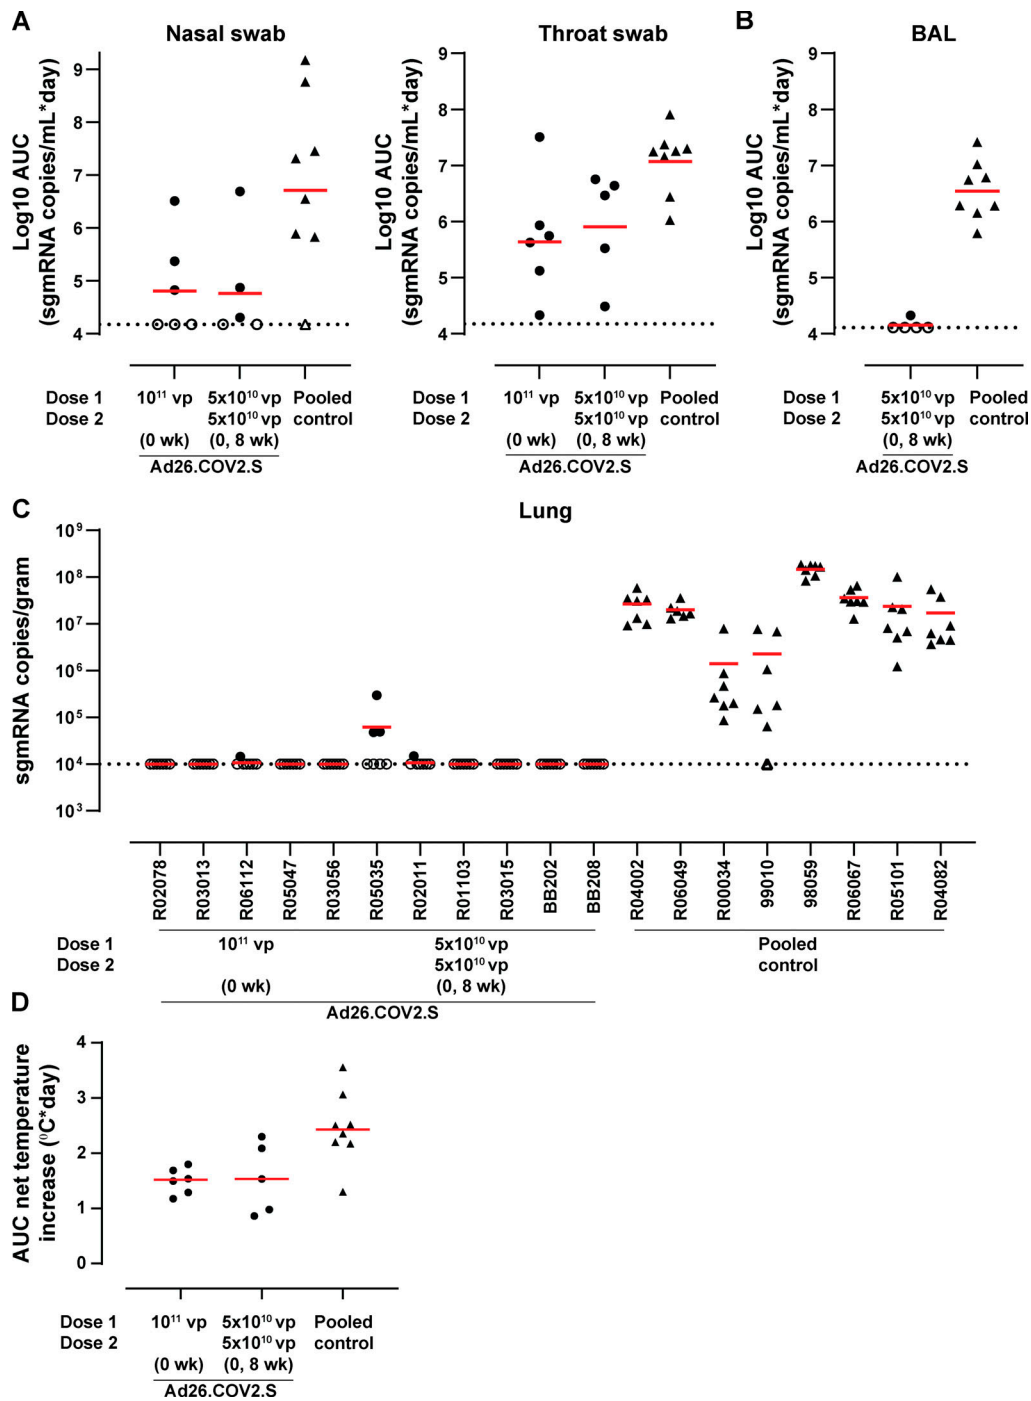 A
Nasal swab
Log10 AUC
(sgmRNA copies/mL*day)
9
8
7
6
5
4
Dose 1
Dose 2
10¹¹ vp
(0 wk)
5x10¹⁰ vp
5x10¹⁰ vp
(0, 8 wk)
Pooled
control
Ad26.COV2.S
Throat swab
Log10 AUC
(sgmRNA copies/mL*day)
9
8
7
6
5
4
Dose 1
Dose 2
10¹¹ vp
(0 wk)
5x10¹⁰ vp
5x10¹⁰ vp
(0, 8 wk)
Pooled
control
Ad26.COV2.S
B
BAL
Log10 AUC
(sgmRNA copies/mL*day)
9
8
7
6
5
4
Dose 1
Dose 2
5x10¹⁰ vp
5x10¹⁰ vp
(0, 8 wk)
Pooled
control
Ad26.COV2.S
C
Lung
sgmRNA copies/gram
10⁹
10⁸
10⁷
10⁶
10⁵
10⁴
10³
R02078
R03013
R06112
R05047
R03056
R05035
R02011
R01103
R03015
BB202
BB208
R04002
R06049
R00034
99010
98059
R06067
R05101
R04082
Dose 1
Dose 2
10¹¹ vp
(0 wk)
5x10¹⁰ vp
5x10¹⁰ vp
(0, 8 wk)
Pooled
control
Ad26.COV2.S
D
AUC net temperature
increase (⁰C*day)
4
3
2
1
0
Dose 1
Dose 2
10¹¹ vp
(0 wk)
5x10¹⁰ vp
5x10¹⁰ vp
(0, 8 wk)
Pooled
control
Ad26.COV2.S